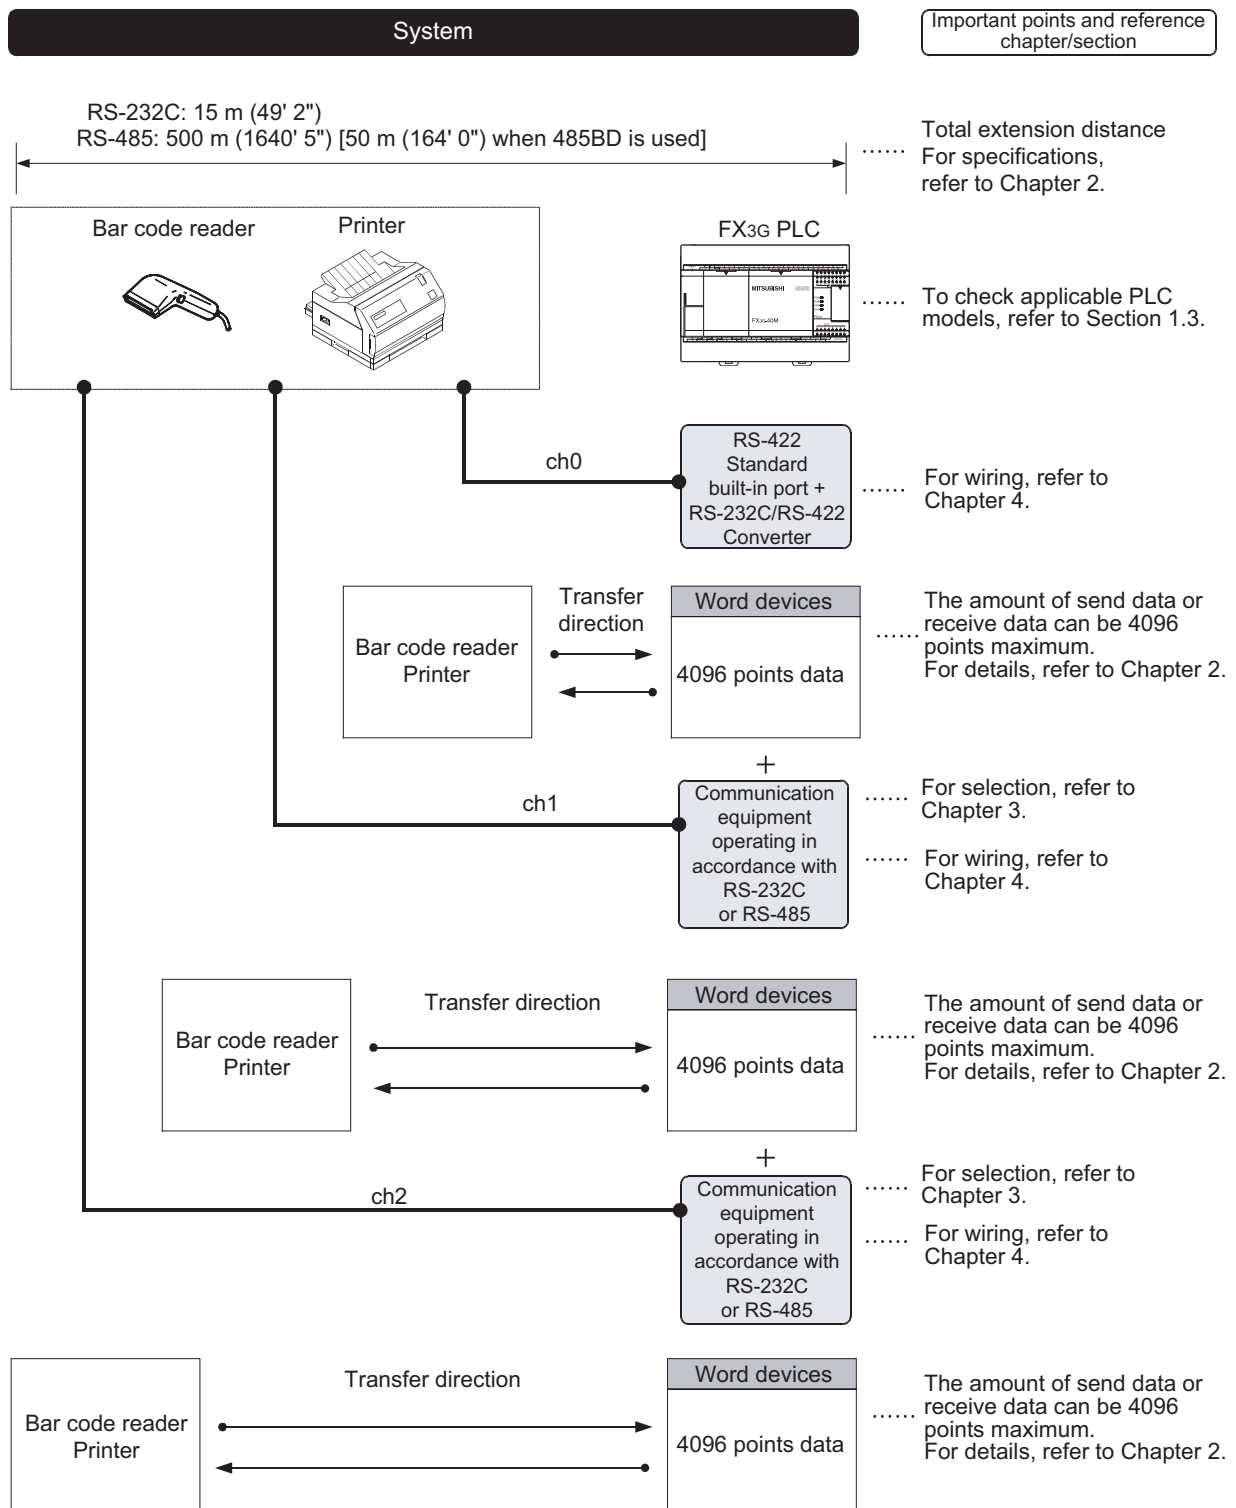 System
Important points and reference
chapter/section
RS-232C: 15 m (49' 2")
RS-485: 500 m (1640' 5") [50 m (164' 0") when 485BD is used]
Total extension distance
For specifications,
refer to Chapter 2.
Bar code reader
Printer
FX3G PLC
MITSUBISHI
FX3G-40M
To check applicable PLC
models, refer to Section 1.3.
ch0
RS-422
Standard
built-in port +
RS-232C/RS-422
Converter
For wiring, refer to
Chapter 4.
Bar code reader
Printer
Transfer
direction
Word devices
4096 points data
The amount of send data or
receive data can be 4096
points maximum.
For details, refer to Chapter 2.
+
ch1
Communication
equipment
operating in
accordance with
RS-232C
or RS-485
For selection, refer to
Chapter 3.
For wiring, refer to
Chapter 4.
Bar code reader
Printer
Transfer direction
Word devices
4096 points data
The amount of send data or
receive data can be 4096
points maximum.
For details, refer to Chapter 2.
+
ch2
Communication
equipment
operating in
accordance with
RS-232C
or RS-485
For selection, refer to
Chapter 3.
For wiring, refer to
Chapter 4.
Bar code reader
Printer
Transfer direction
Word devices
4096 points data
The amount of send data or
receive data can be 4096
points maximum.
For details, refer to Chapter 2.